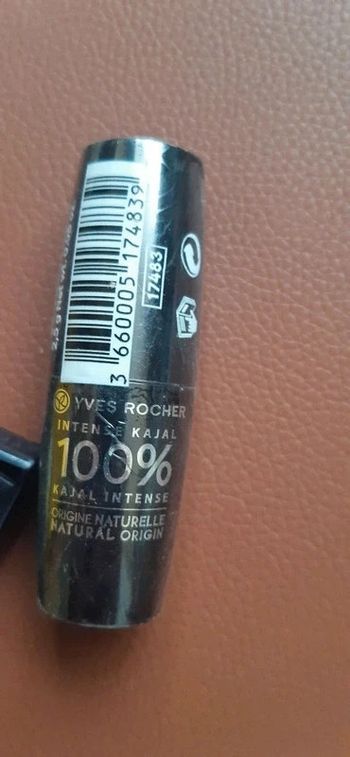 3 660005 174839
17483
YVES ROCHER
INTENSE KAJAL
100%
KAJAL INTENSE
ORIGINE NATURELLE
NATURAL ORIGIN